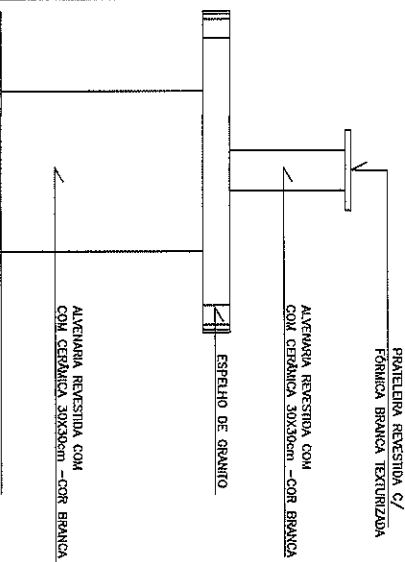 PRATELEIRA REVESTIDA C/
FÓRMICA BRANCA TEXTURIZADA
ALVENARIA REVESTIDA COM
COM CERÂMICA 30X30cm -COR BRANCA
ESPELHO DE GRANITO
ALVENARIA REVESTIDA COM
COM CERÂMICA 30X30cm -COR BRANCA